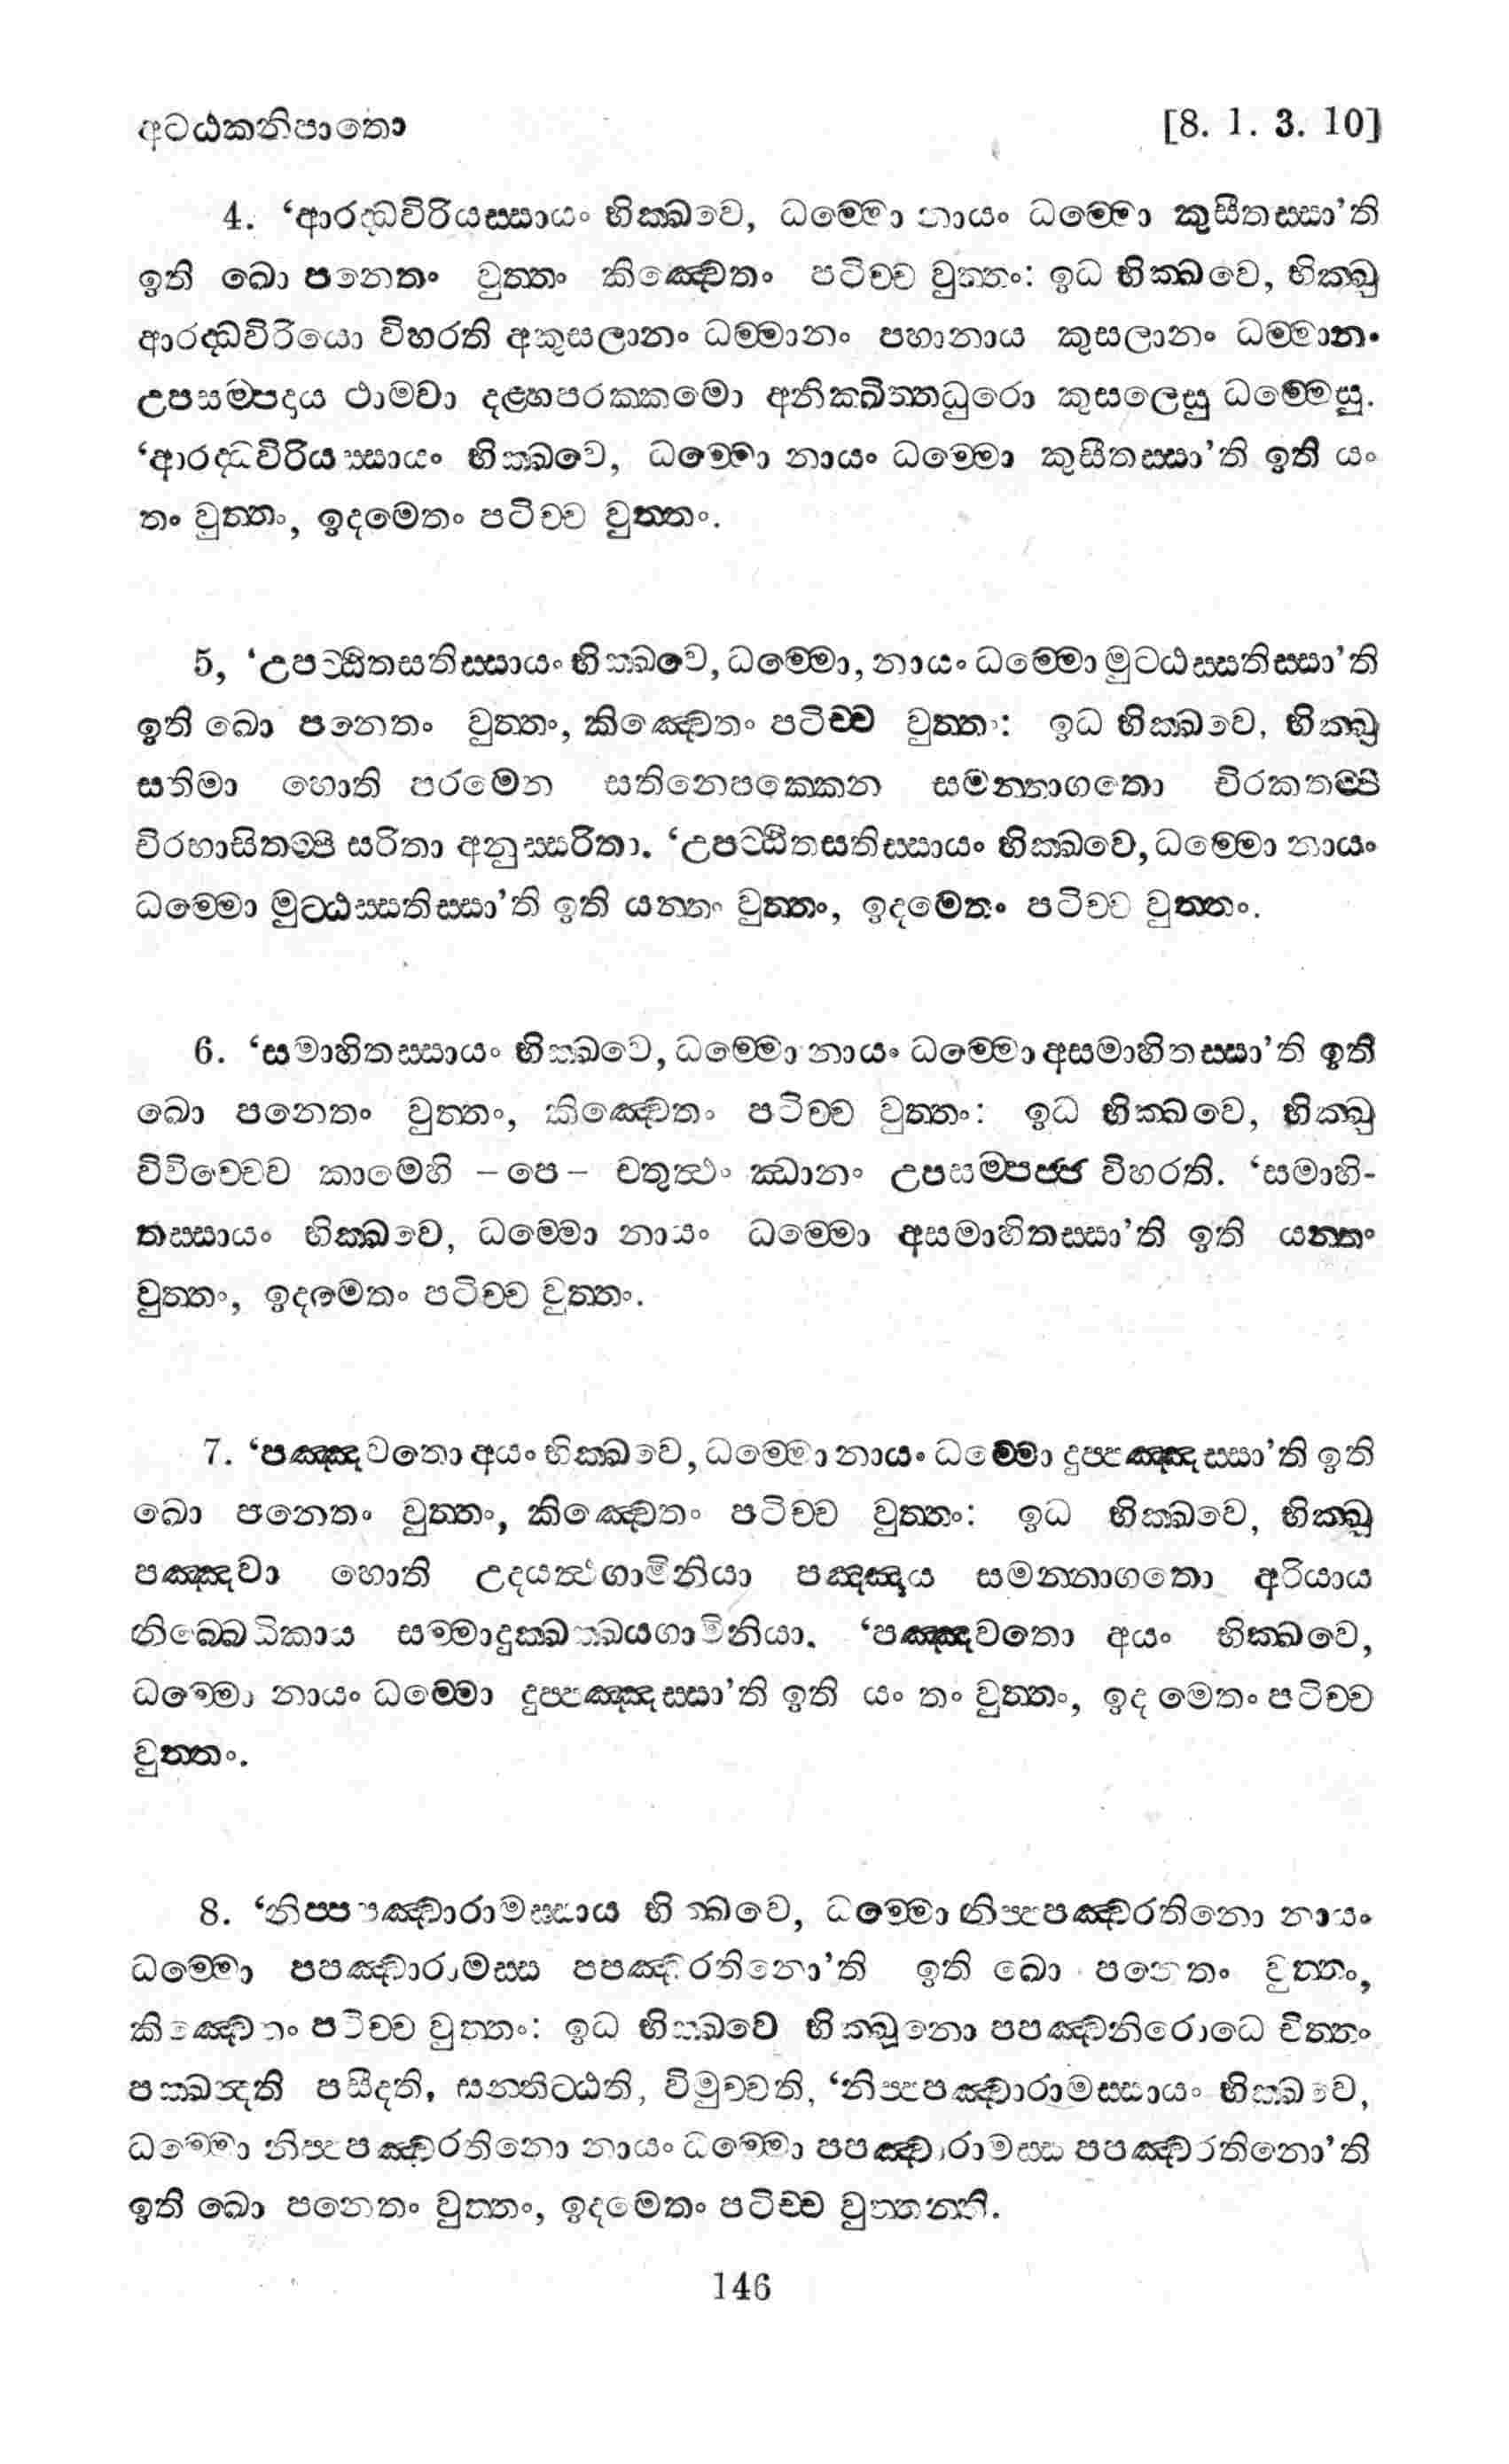 අටඨකනිපාතො [8. 1. 3. 10]
4. ‘ආරද්ධවිරියස්සායං භික්ඛවෙ, ධම්මො නායං ධම්මො කුසීතස්සා’ති
ඉති ඛො පනෙතං වුත්තං කිඤ්චෙතං පටිච්ච වුත්තං: ඉධ භික්ඛවෙ, භික්ඛු
ආරද්ධවිරියො විහරති අකුසලානං ධම්මානං පහානාය කුසලානං ධම්මානං
උපසම්පදාය ථාමවා දළ්හපරක්කමො අනික්ඛිත්තධුරො කුසලෙසු ධම්මෙසු.
‘ආරද්ධවිරියස්සායං භික්ඛවෙ, ධම්මො නායං ධම්මො කුසීතස්සා’ති ඉති යං
තං වුත්තං, ඉදමෙතං පටිච්ච වුත්තං.
5, ‘උපට්ඨිතසතිස්සායං භික්ඛවෙ, ධම්මො, නායං ධම්මො මුට්ඨස්සතිස්සා’ති
ඉති ඛො පනෙතං වුත්තං, කිඤ්චෙතං පටිච්ච වුත්තං: ඉධ භික්ඛවෙ, භික්ඛු
සතිමා හොති පරමෙන සතිනෙපක්කෙන සමන්නාගතො චිරකතම්පි
චිරභාසිතම්පි සරිතා අනුස්සරිතා. ‘උපට්ඨිතසතිස්සායං භික්ඛවෙ, ධම්මො නායං
ධම්මො මුට්ඨස්සතිස්සා’ති ඉති යන්තං වුත්තං, ඉදමෙතං පටිච්ච වුත්තං.
6. ‘සමාහිතස්සායං භික්ඛවෙ, ධම්මො නායං ධම්මො අසමාහිතස්සා’ති ඉති
ඛො පනෙතං වුත්තං, කිඤ්චෙතං පටිච්ච වුත්තං: ඉධ භික්ඛවෙ, භික්ඛු
විවිච්චෙව කාමෙහි – පෙ – චතුත්ථං ඣානං උපසම්පජ්ජ විහරති. ‘සමාහි-
තස්සායං භික්ඛවෙ, ධම්මො නායං ධම්මො අසමාහිතස්සා’ති ඉති යන්තං
වුත්තං, ඉදමෙතං පටිච්ච වුත්තං.
7. ‘පඤ්ඤවතො අයං භික්ඛවෙ, ධම්මො නායං ධම්මො දුප්පඤ්ඤස්සා’ති ඉති
ඛො පනෙතං වුත්තං, කිඤ්චෙතං පටිච්ච වුත්තං: ඉධ භික්ඛවෙ, භික්ඛු
පඤ්ඤවා හොති උදයත්ථගාමිනියා පඤ්ඤාය සමන්නාගතො අරියාය
නිබ්බෙධිකාය සම්මාදුක්ඛක්ඛයගාමිනියා. ‘පඤ්ඤවතො අයං භික්ඛවෙ,
ධම්මො නායං ධම්මො දුප්පඤ්ඤස්සා’ති ඉති යං තං වුත්තං, ඉද මෙතං පටිච්ච
වුත්තං.
8. ‘නිප්පපඤ්චාරාමස්සාය භික්ඛවෙ, ධම්මො නිප්පපඤ්චරතිනො නායං
ධම්මො පපඤ්චාරාමස්ස පපඤ්චරතිනො’ති ඉති ඛො පනෙතං වුත්තං,
කිඤ්චෙතං පටිච්ච වුත්තං: ඉධ භික්ඛවෙ භික්ඛුනො පපඤ්චනිරොධෙ චිත්තං
පක්ඛන්දති පසීදති, සන්තිට්ඨති, විමුච්චති, ‘නිප්පපඤ්චාරාමස්සායං භික්ඛවෙ,
ධම්මො නිප්පපඤ්චරතිනො නායං ධම්මො පපඤ්චාරාමස්ස පපඤ්චරතිනො’ති
ඉති ඛො පනෙතං වුත්තං, ඉදමෙතං පටිච්ච වුත්තන්ති.
146